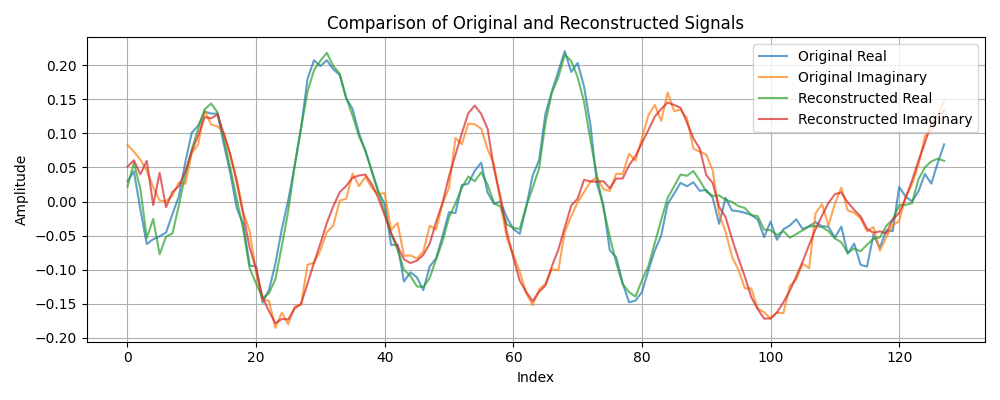 Comparison of Original and Reconstructed Signals
Original Real
Original Imaginary
Reconstructed Real
Reconstructed Imaginary
Amplitude
0.20
0.15
0.10
0.05
0.00
−0.05
−0.10
−0.15
−0.20
0 20 40 60 80 100 120
Index